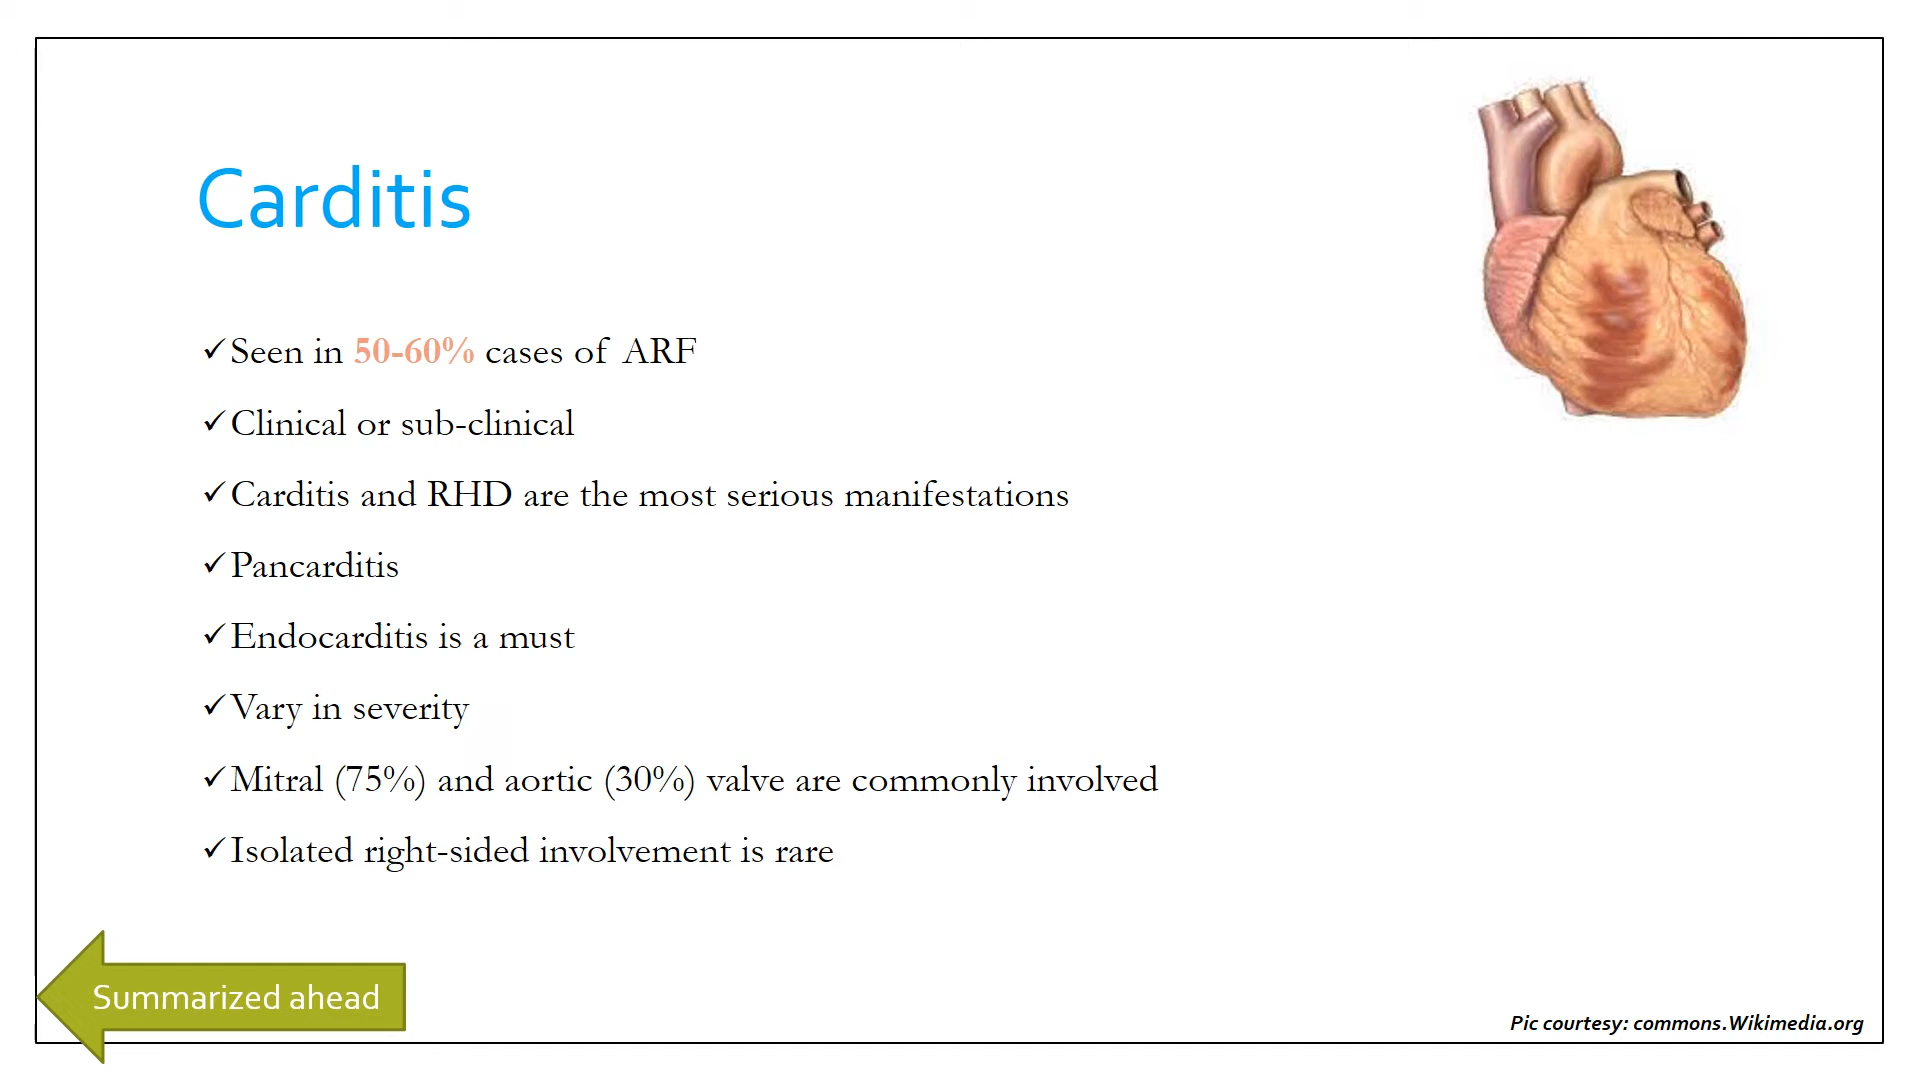 Carditis
✓Seen in 50-60% cases of ARF
✓Clinical or sub-clinical
✓Carditis and RHD are the most serious manifestations
✓Pancarditis
✓Endocarditis is a must
✓Vary in severity
✓Mitral (75%) and aortic (30%) valve are commonly involved
✓Isolated right-sided involvement is rare
Summarized ahead
Pic courtesy: commons.Wikimedia.org